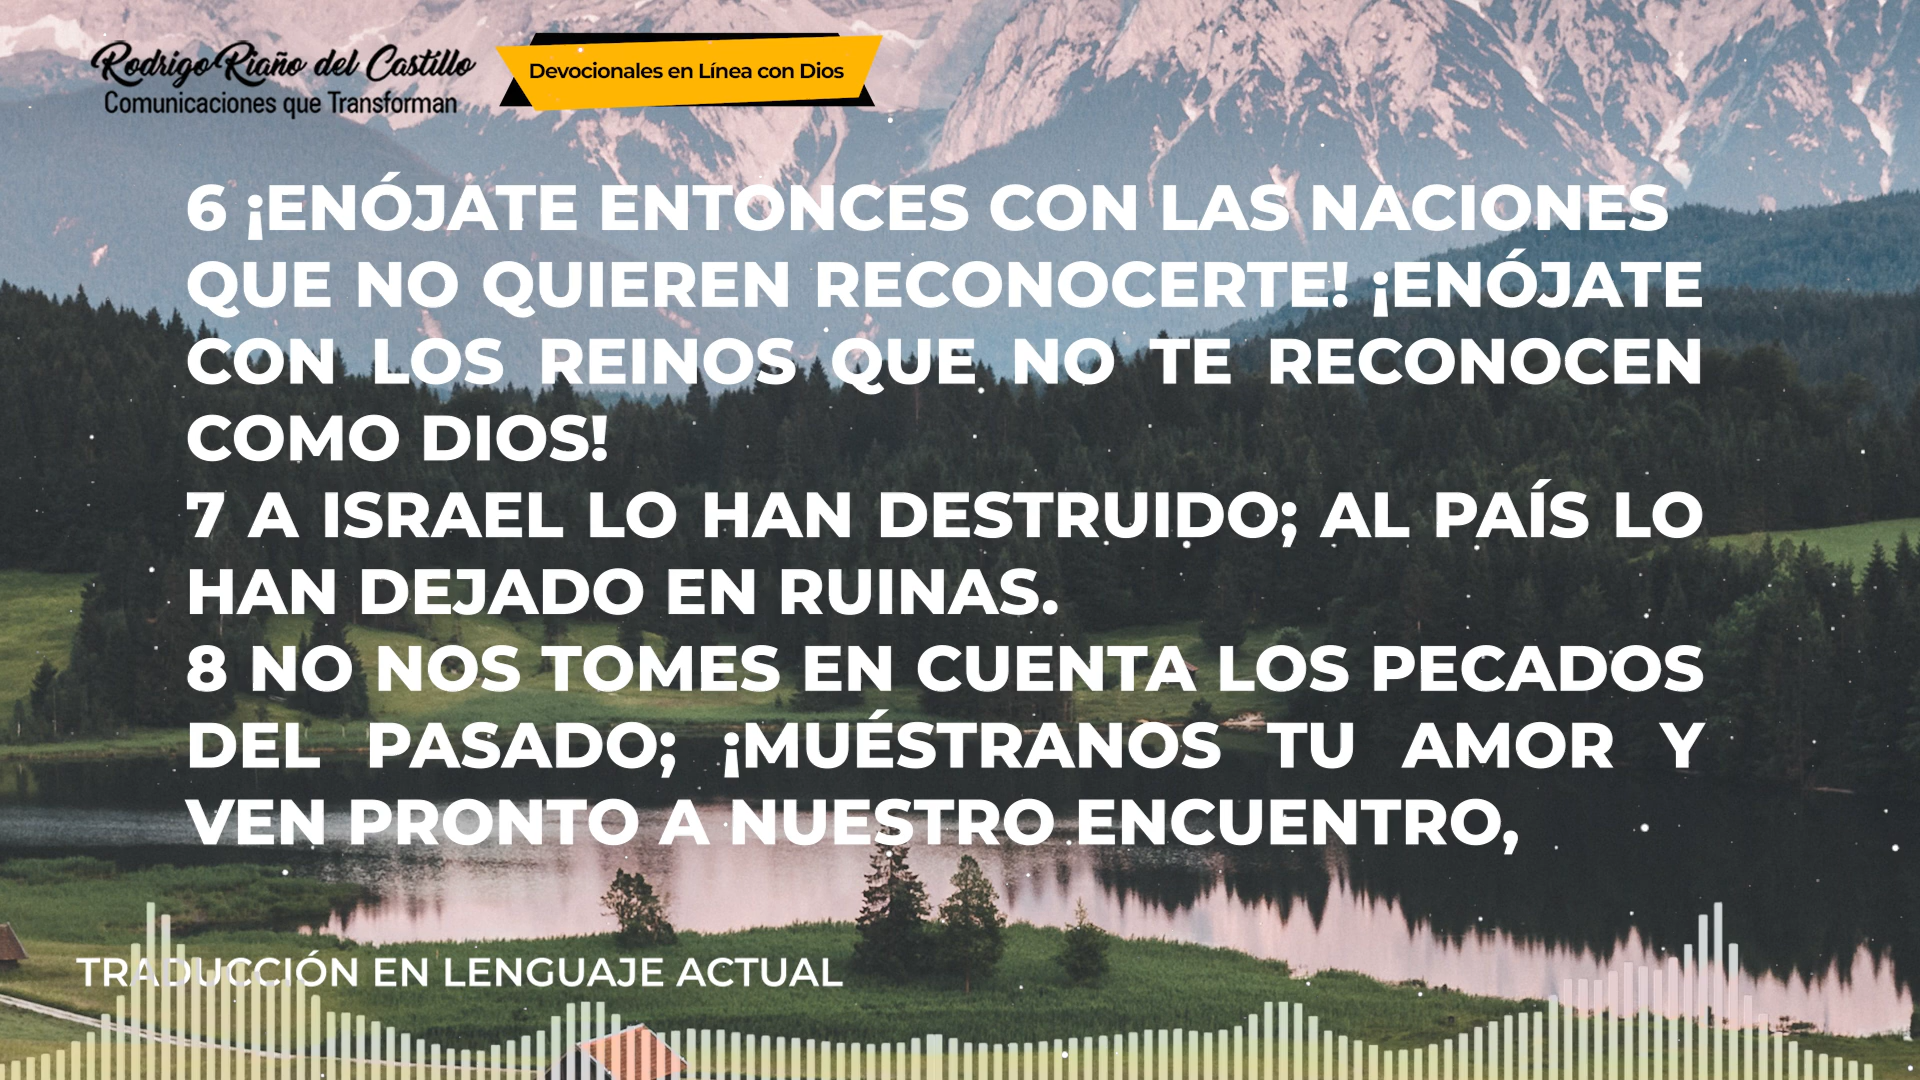 Rodrigo Riaño del Castillo
Comunicaciones que Transforman
Devocionales en Línea con Dios
6 ¡ENÓJATE ENTONCES CON LAS NACIONES
QUE NO QUIEREN RECONOCERTE! ¡ENÓJATE
CON LOS REINOS QUE NO TE RECONOCEN
COMO DIOS!
7 A ISRAEL LO HAN DESTRUIDO; AL PAÍS LO
HAN DEJADO EN RUINAS.
8 NO NOS TOMES EN CUENTA LOS PECADOS
DEL PASADO; ¡MUÉSTRANOS TU AMOR Y
VEN PRONTO A NUESTRO ENCUENTRO,
TRADUCCIÓN EN LENGUAJE ACTUAL